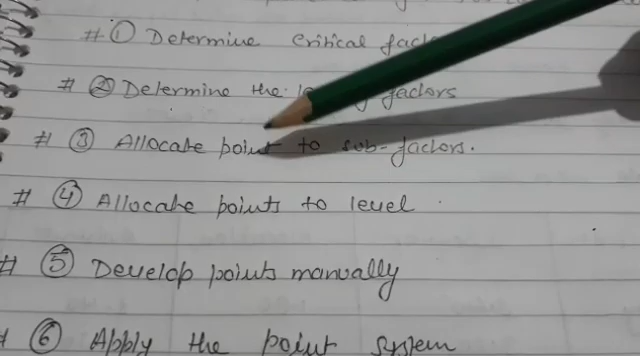 # ① Determine critical
# ② Determine the factors
# ③ Allocate point to sub-factors.
# ④ Allocate points to level
# ⑤ Develop points manually
# ⑥ Apply the point system